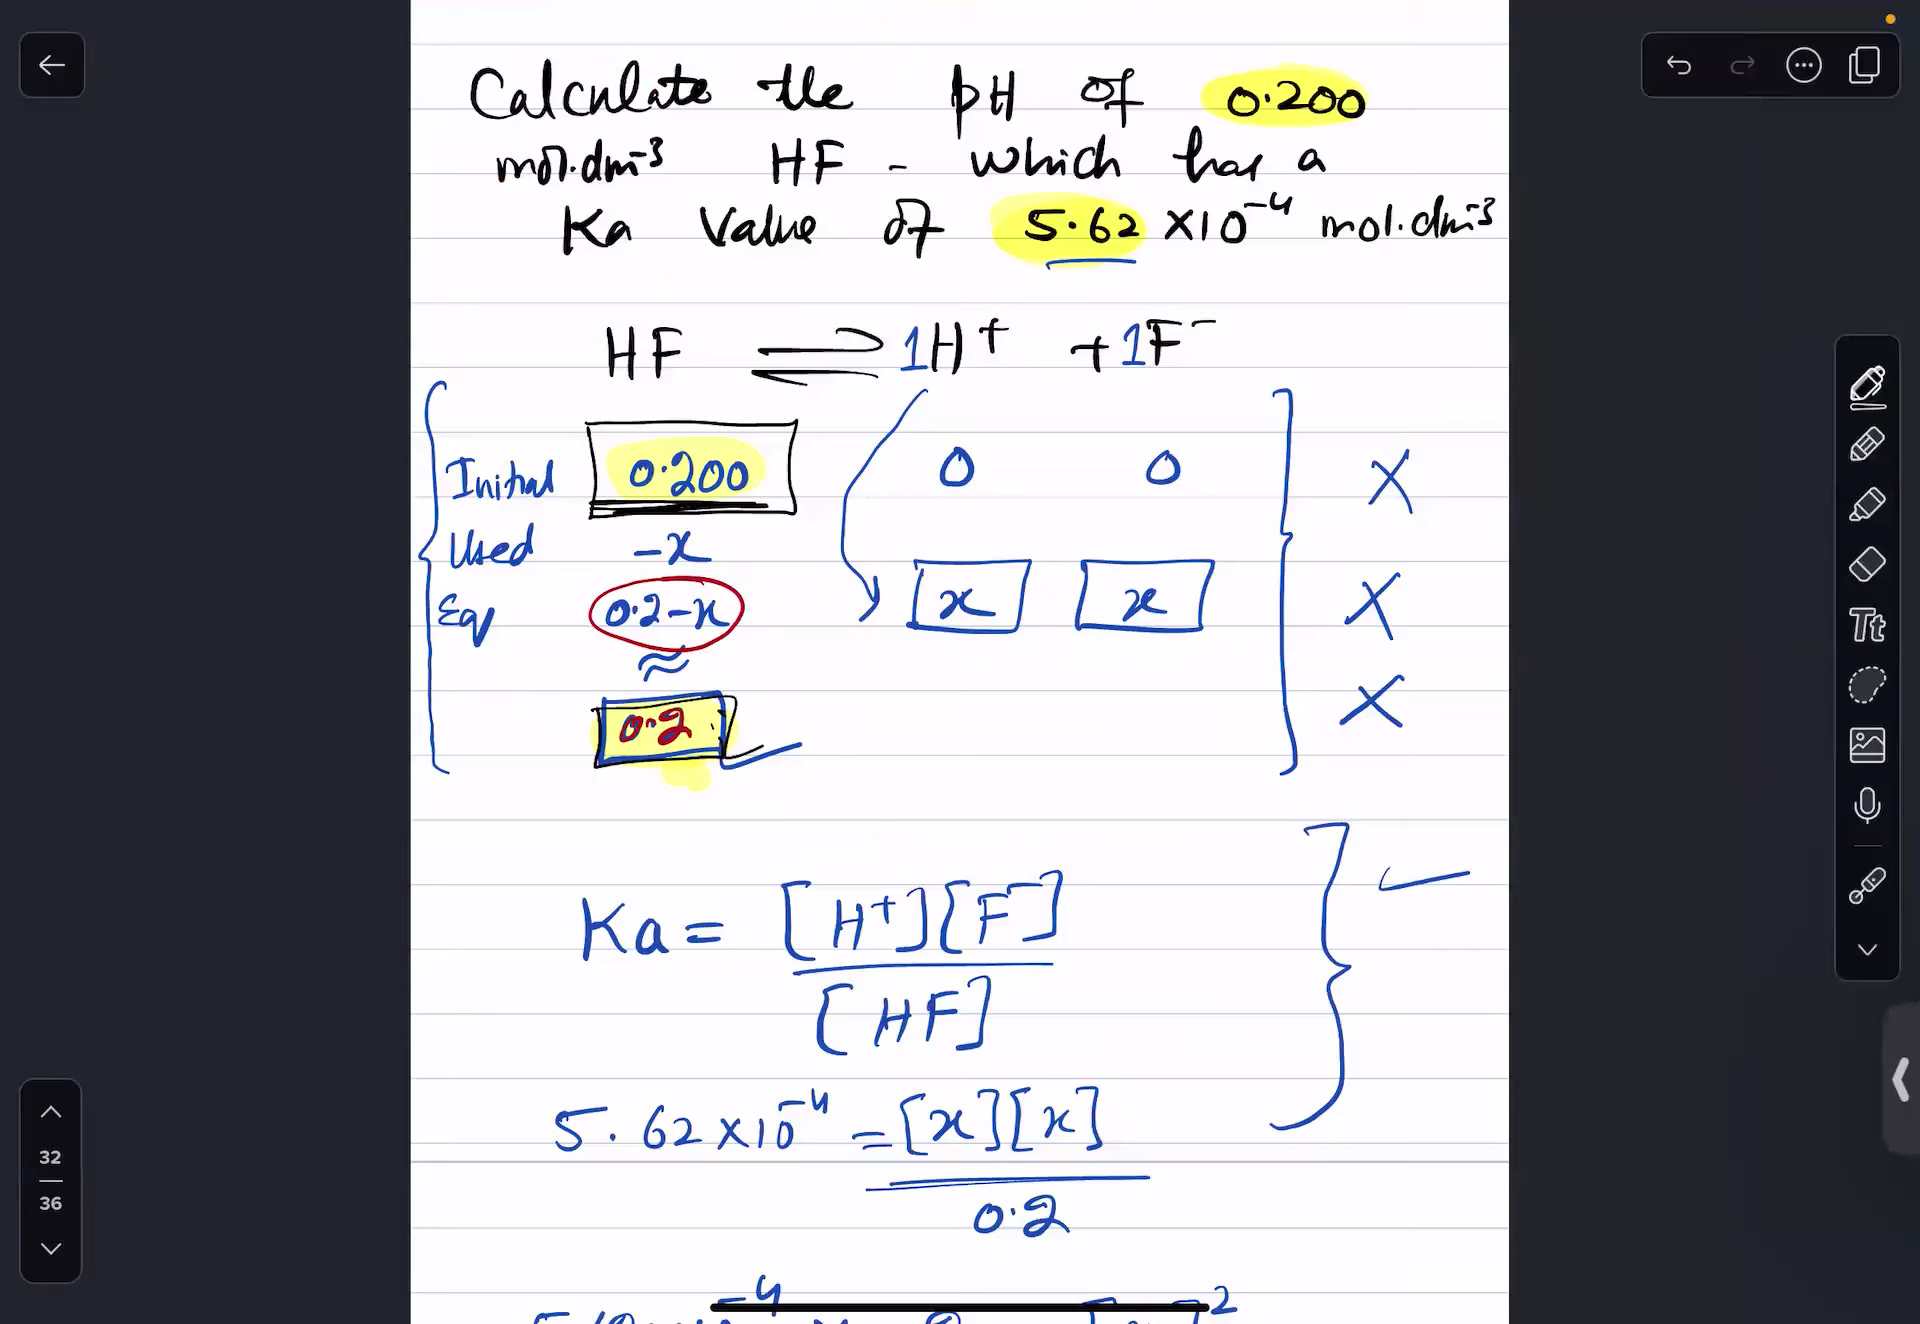 Calculate the pH of 0.200
mol.dm⁻³ HF - which has a
Ka Value of 5.62 ×10⁻⁴ mol.dm⁻³
HF ⇌ 1H⁺ + 1F⁻
Initial 0.200 0 0 X
Used -x
Eq 0.2-x x x X
≈
0.2 X
Ka = [H⁺][F⁻]
[HF]
5.62 ×10⁻⁴ = [x][x]
0.2
Tt
32
36